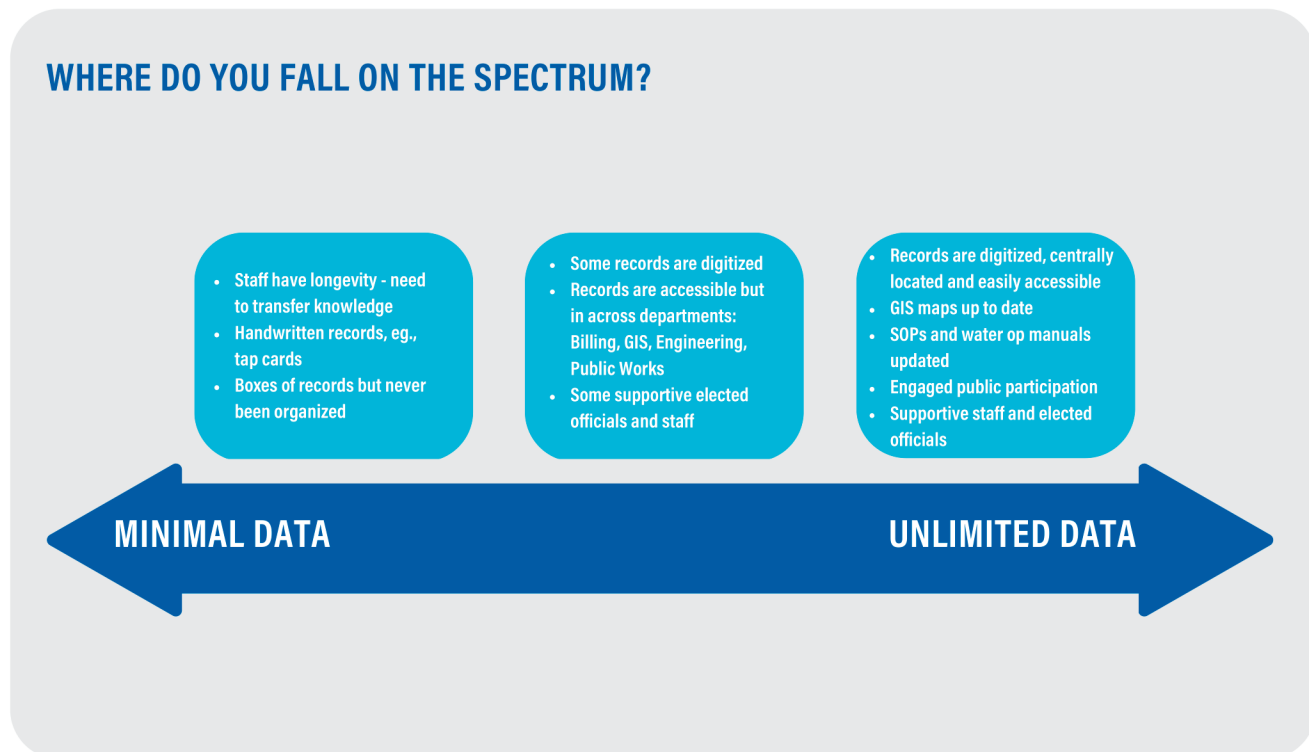 WHERE DO YOU FALL ON THE SPECTRUM?
• Staff have longevity - need
to transfer knowledge
• Handwritten records, eg.,
tap cards
• Boxes of records but never
been organized
• Some records are digitized
• Records are accessible but
in across departments:
Billing, GIS, Engineering,
Public Works
• Some supportive elected
officials and staff
• Records are digitized, centrally
located and easily accessible
• GIS maps up to date
• SOPs and water op manuals
updated
• Engaged public participation
• Supportive staff and elected
officials
MINIMAL DATA
UNLIMITED DATA